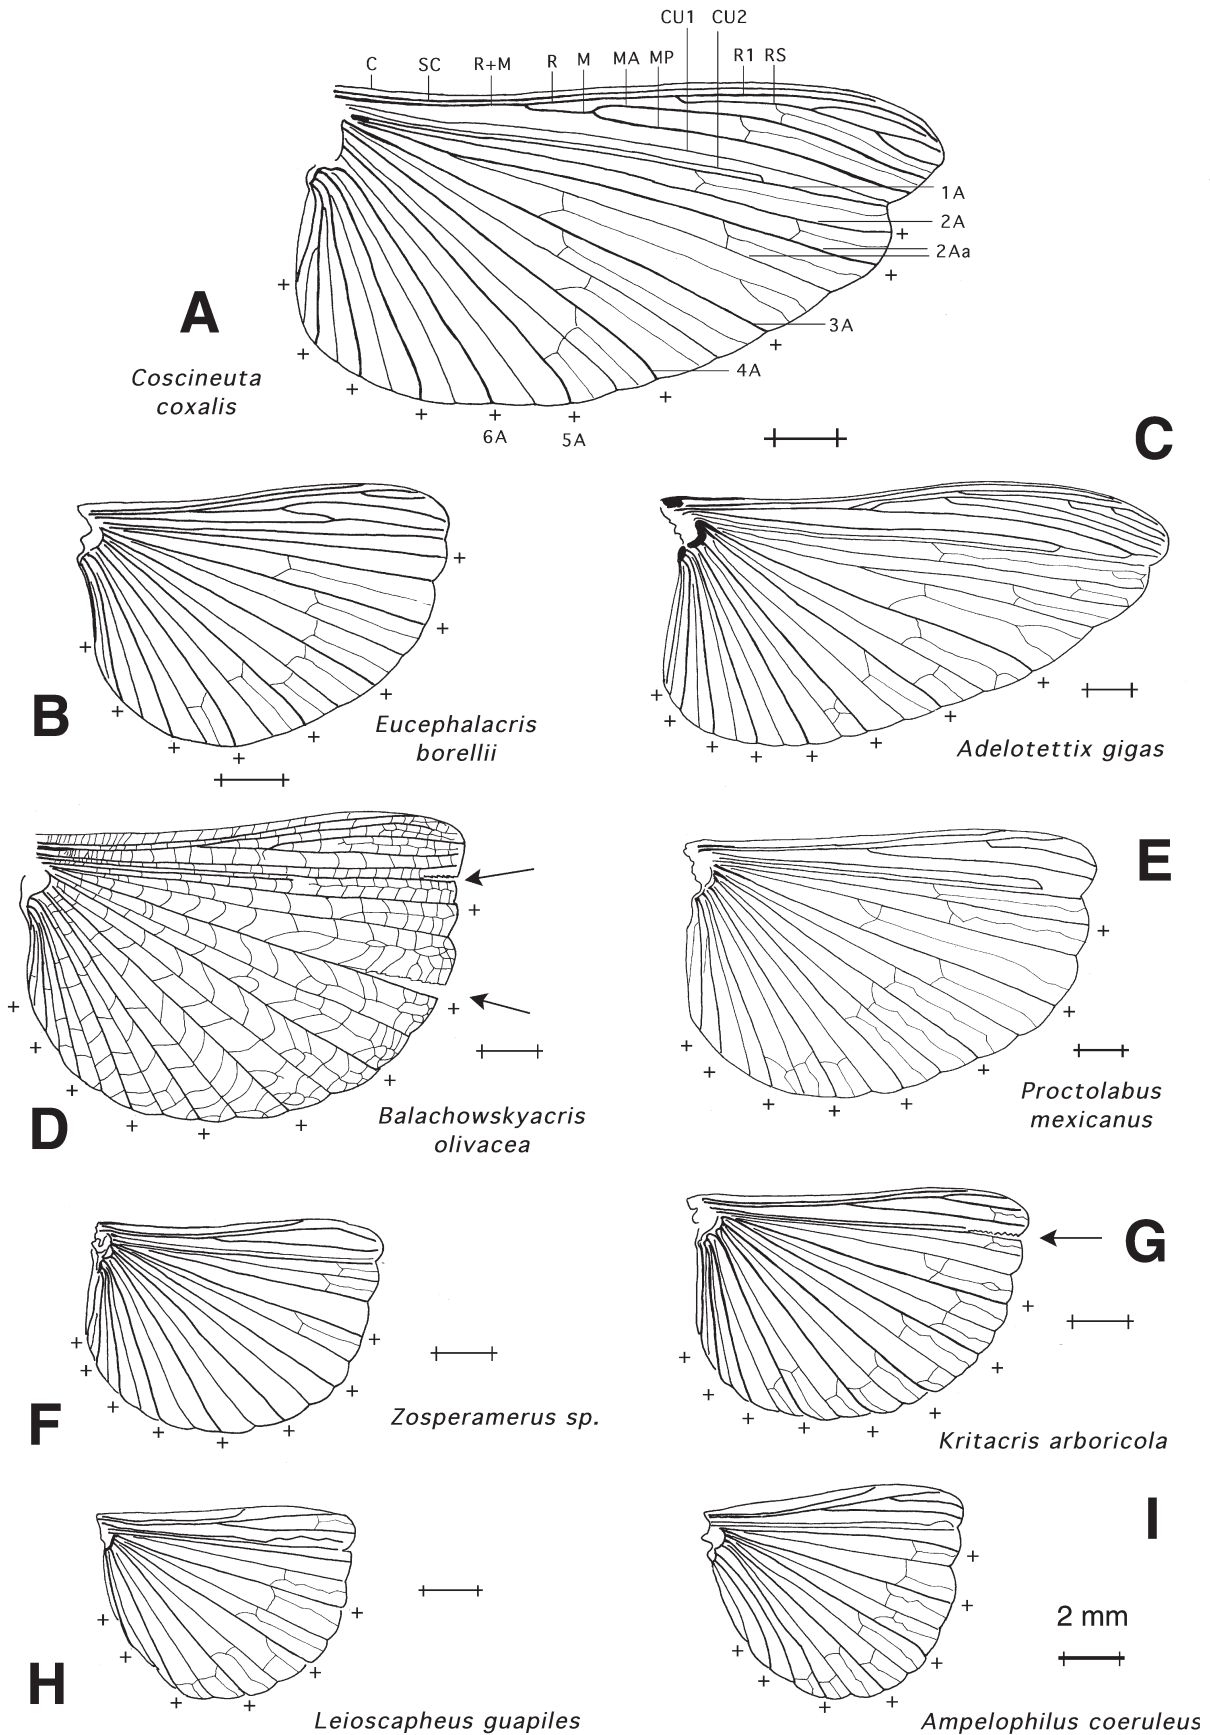 CU1 CU2
C SC R+M R M MA MP R1 RS
1A
2A
2Aa
3A
4A
5A
6A
A
Coscineuta
coxalis
C
Adelotettix gigas
B
Eucephalacris
borellii
E
Proctolabus
mexicanus
D
Balachowskyacris
olivacea
G
Kritacris arboricola
F
Zosperamerus sp.
I
2 mm
Ampelophilus coeruleus
H
Leioscapheus guapiles